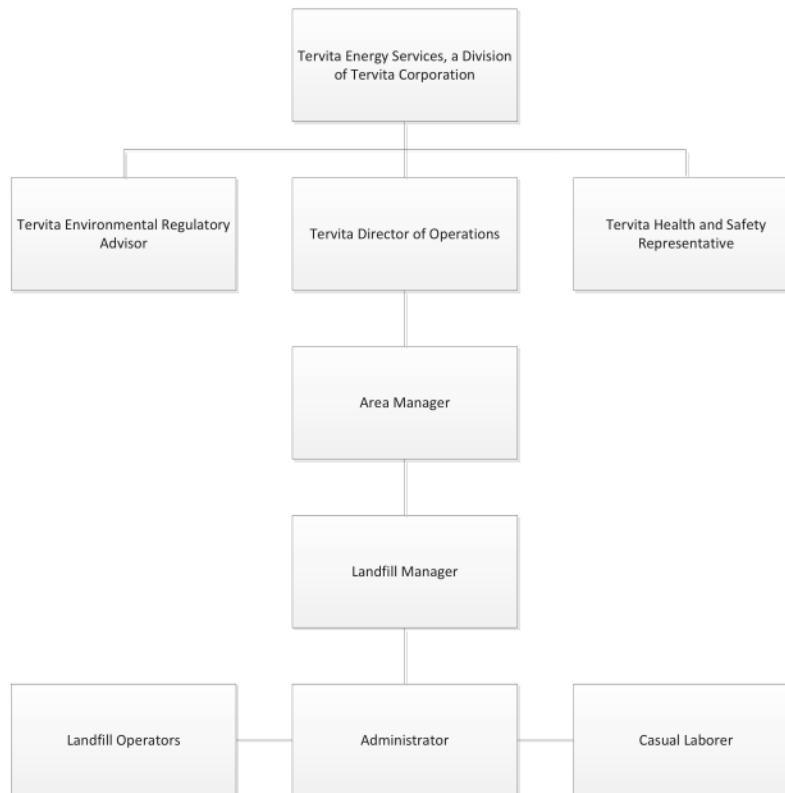 Tervita Energy Services, a Division
of Tervita Corporation
Tervita Environmental Regulatory
Advisor
Tervita Director of Operations
Tervita Health and Safety
Representative
Area Manager
Landfill Manager
Landfill Operators
Administrator
Casual Laborer